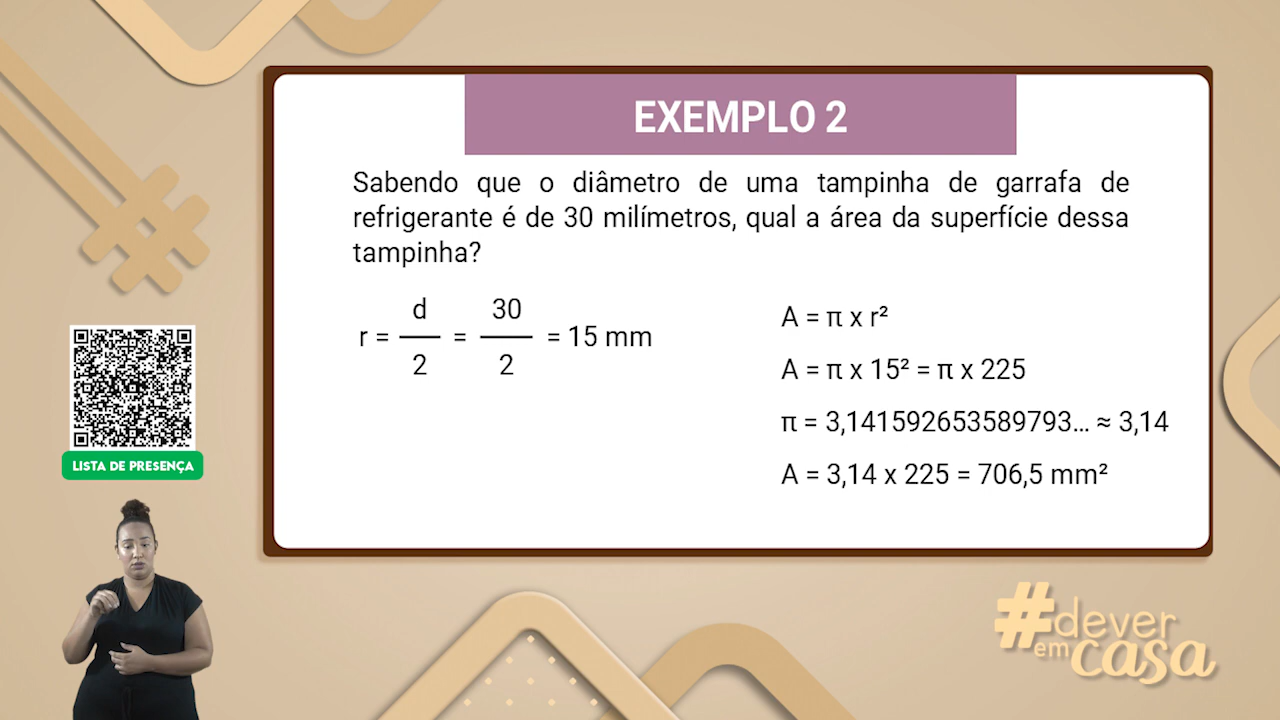 EXEMPLO 2
Sabendo que o diâmetro de uma tampinha de garrafa de
refrigerante é de 30 milímetros, qual a área da superfície dessa
tampinha?
r = d/2 = 30/2 = 15 mm
A = π x r²
A = π x 15² = π x 225
π = 3,141592653589793... ≈ 3,14
A = 3,14 x 225 = 706,5 mm²
LISTA DE PRESENÇA
#dever
em casa